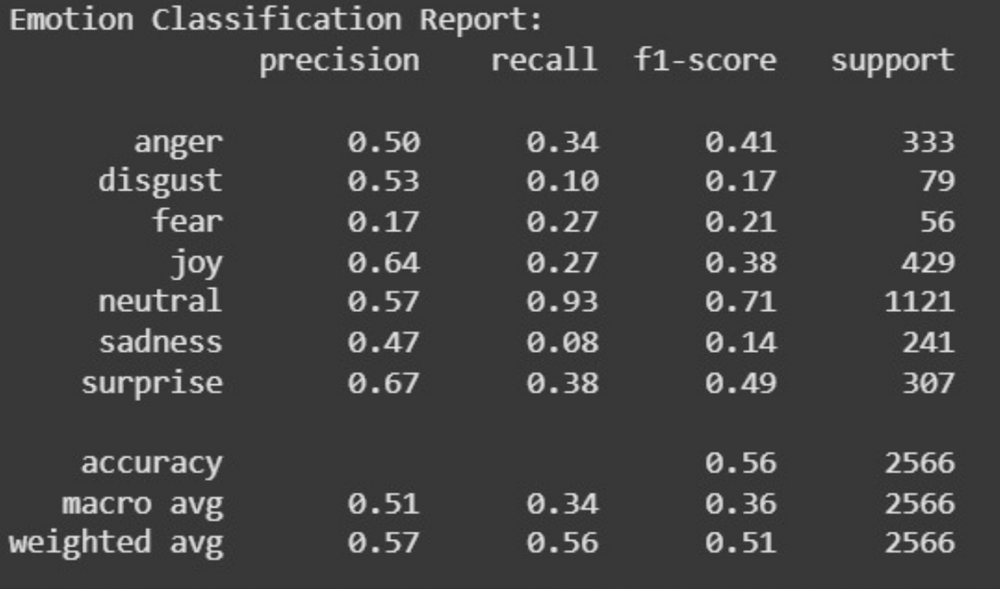 Emotion Classification Report:
precision recall f1-score support
anger 0.50 0.34 0.41 333
disgust 0.53 0.10 0.17 79
fear 0.17 0.27 0.21 56
joy 0.64 0.27 0.38 429
neutral 0.57 0.93 0.71 1121
sadness 0.47 0.08 0.14 241
surprise 0.67 0.38 0.49 307
accuracy 0.56 2566
macro avg 0.51 0.34 0.36 2566
weighted avg 0.57 0.56 0.51 2566